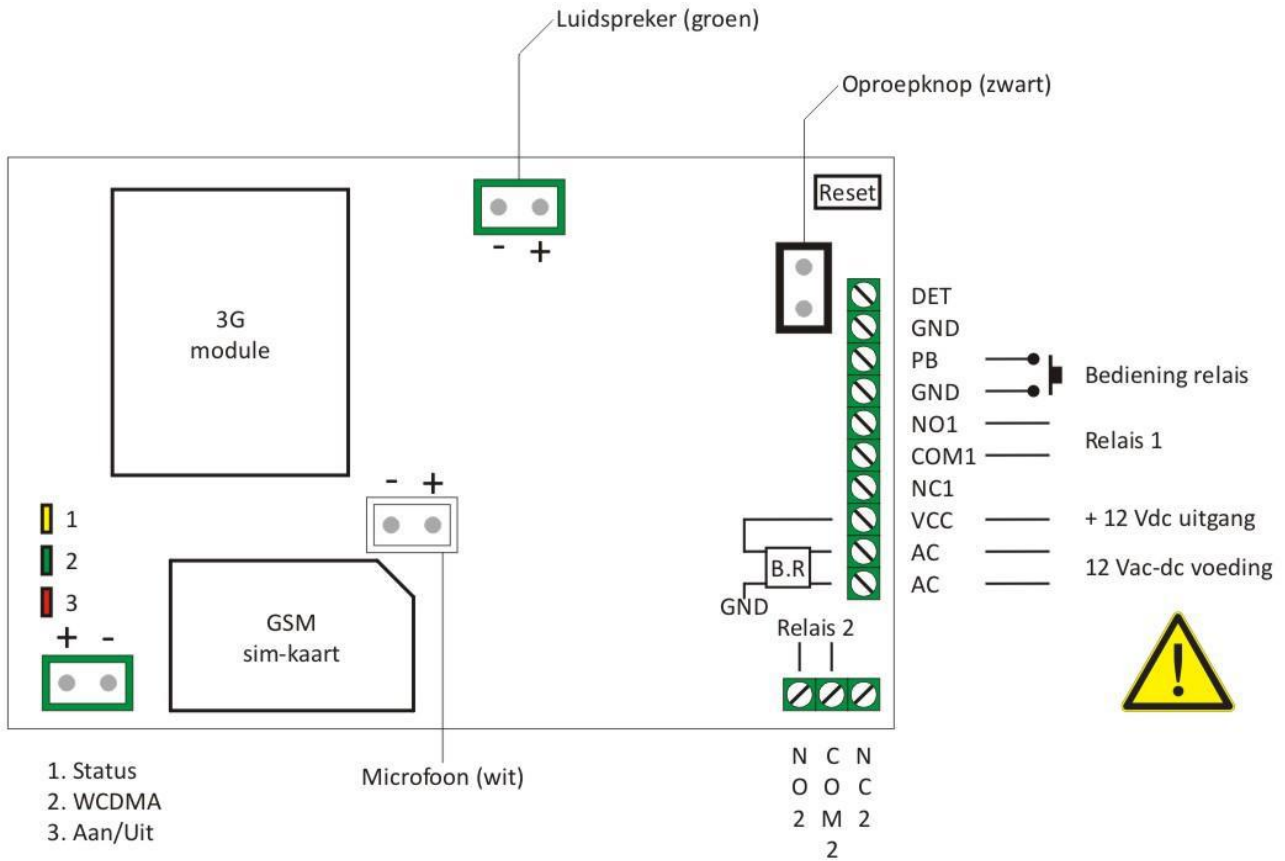 Luidspreker (groen)
Oproepknop (zwart)
Reset
- +
DET
GND
PB
GND
NO1
COM1
NC1
VCC
AC
AC
Bediening relais
Relais 1
+ 12 Vdc uitgang
12 Vac-dc voeding
3G
module
- +
1
2
3
+ -
GSM
sim-kaart
B.R
GND
Relais 2
!
Microfoon (wit)
1. Status
2. WCDMA
3. Aan/Uit
N C N
O O C
2 M 2
2